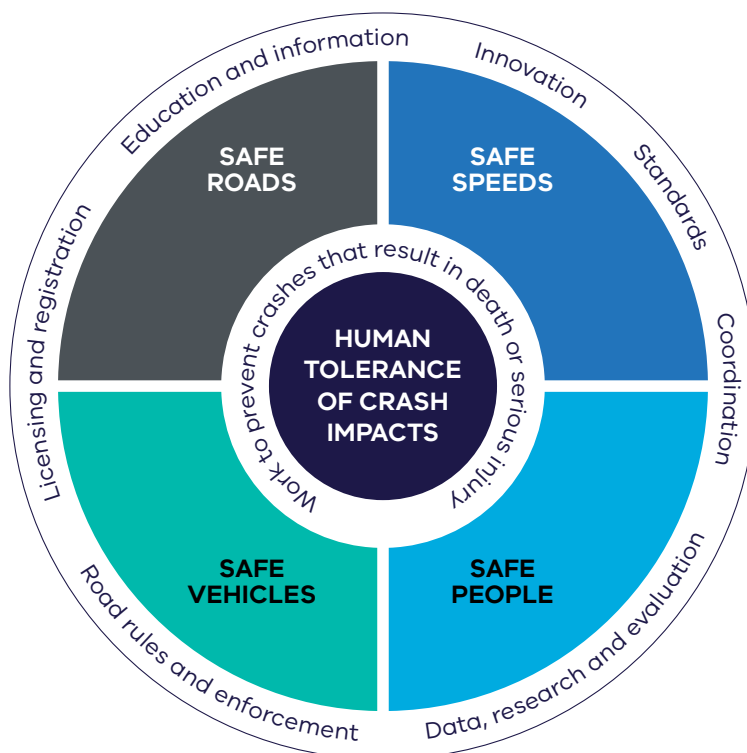 Education and information
Innovation
Standards
Coordination
Data, research and evaluation
Road rules and enforcement
Licensing and registration
SAFE
ROADS
SAFE
SPEEDS
Work to prevent crashes that result in death or serious injury
HUMAN
TOLERANCE
OF CRASH
IMPACTS
SAFE
VEHICLES
SAFE
PEOPLE